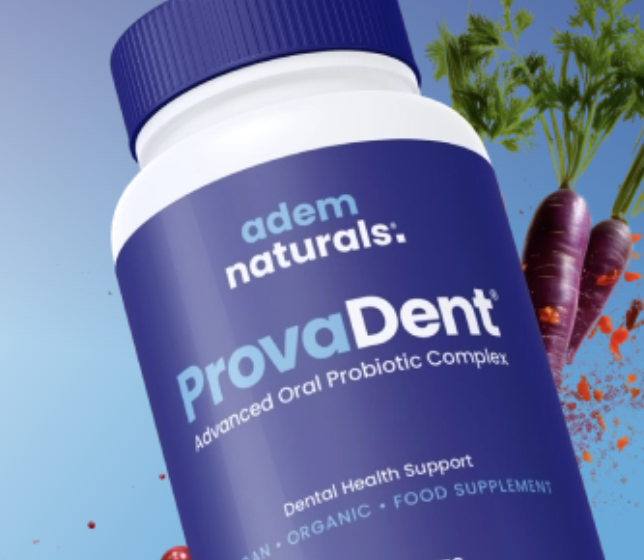 adem
naturals®.
ProvaDent®
Advanced Oral Probiotic Complex
Dental Health Support
• ORGANIC • FOOD SUPPLEMENT